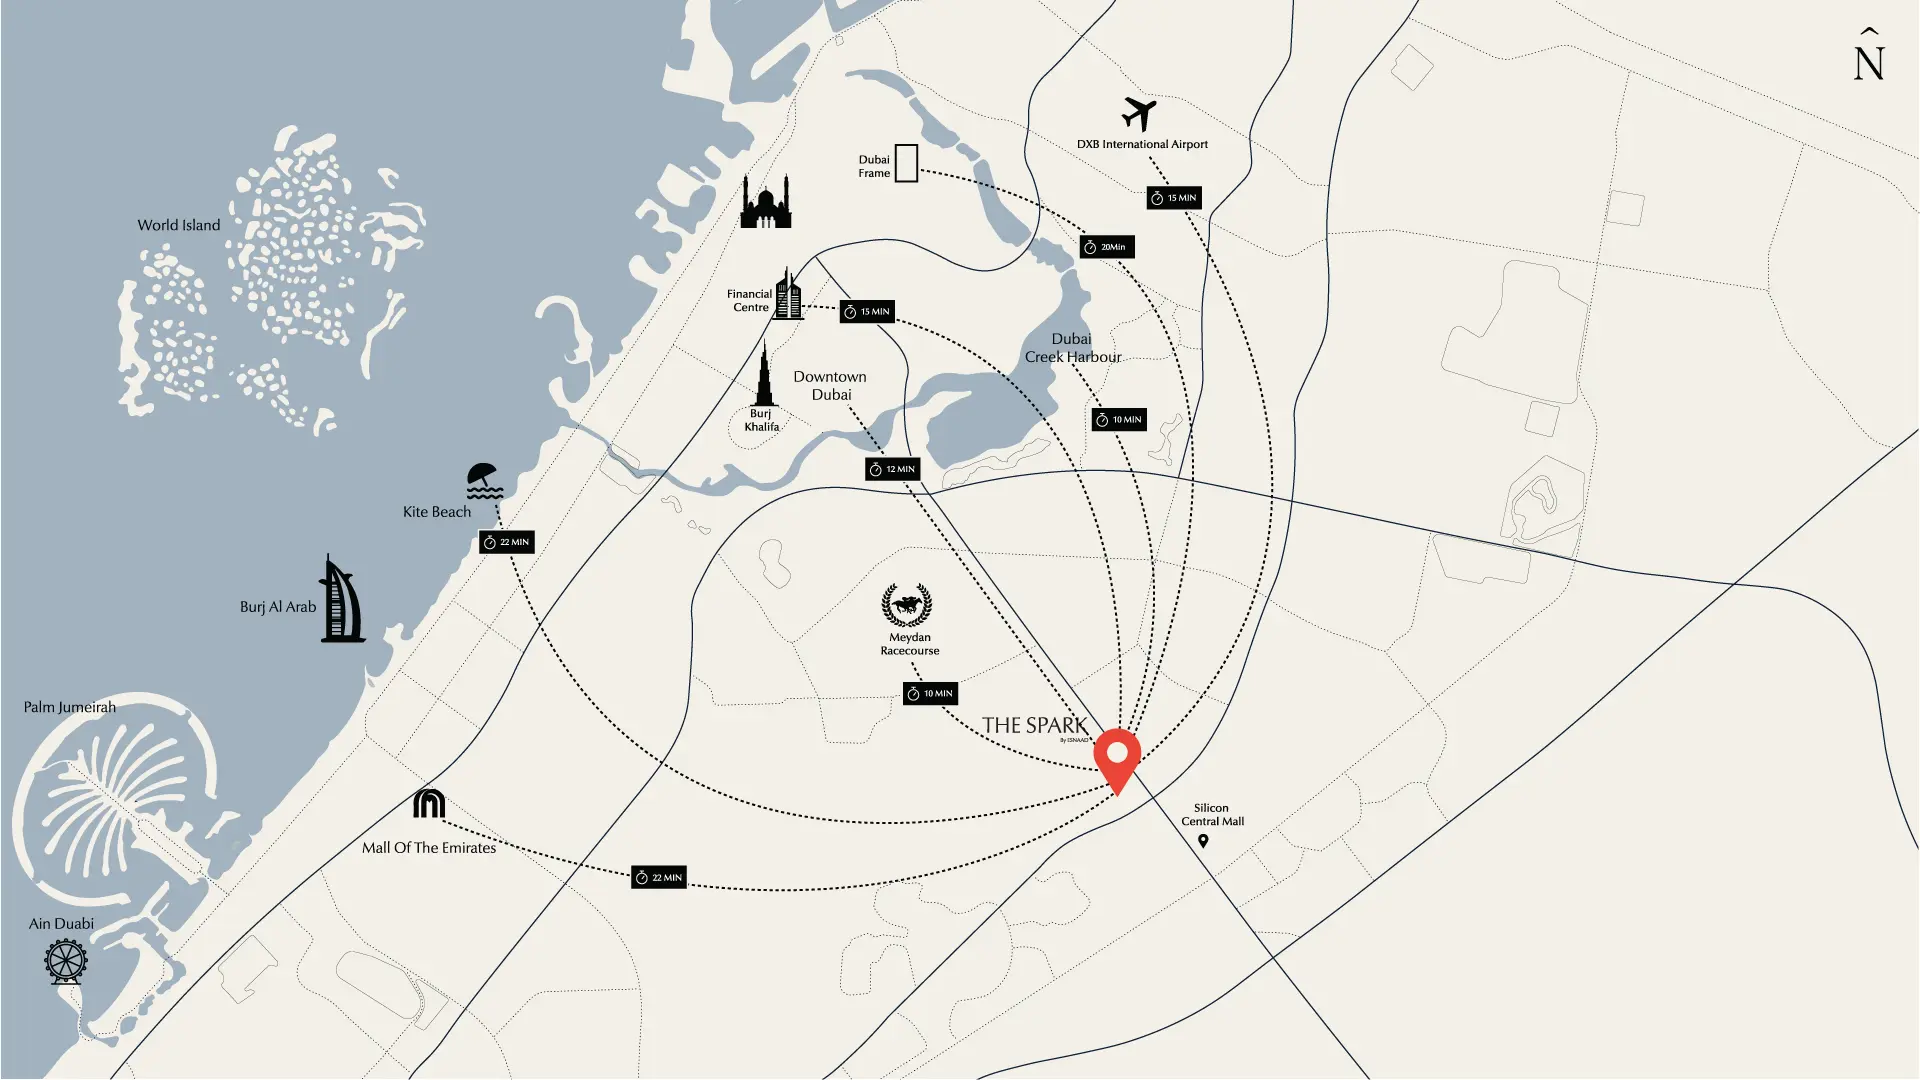 N
DXB International Airport
Dubai
Frame
15 MIN
World Island
20Min
Financial
Centre
15 MIN
Dubai
Creek Harbour
Downtown
Dubai
Burj
Khalifa
10 MIN
12 MIN
Kite Beach
22 MIN
Burj Al Arab
Meydan
Racecourse
10 MIN
Palm Jumeirah
THE SPARK
By ESNAAD
Silicon
Central Mall
Mall Of The Emirates
22 MIN
Ain Duabi